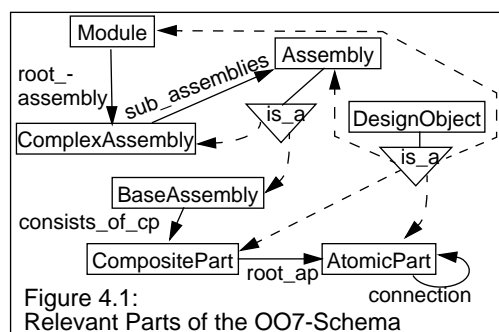 Module
Assembly
root_-
assembly
sub_assemblies
is_a
DesignObject
ComplexAssembly
is_a
BaseAssembly
consists_of_cp
CompositePart
root_ap
AtomicPart
connection
Figure 4.1:
Relevant Parts of the OO7-Schema